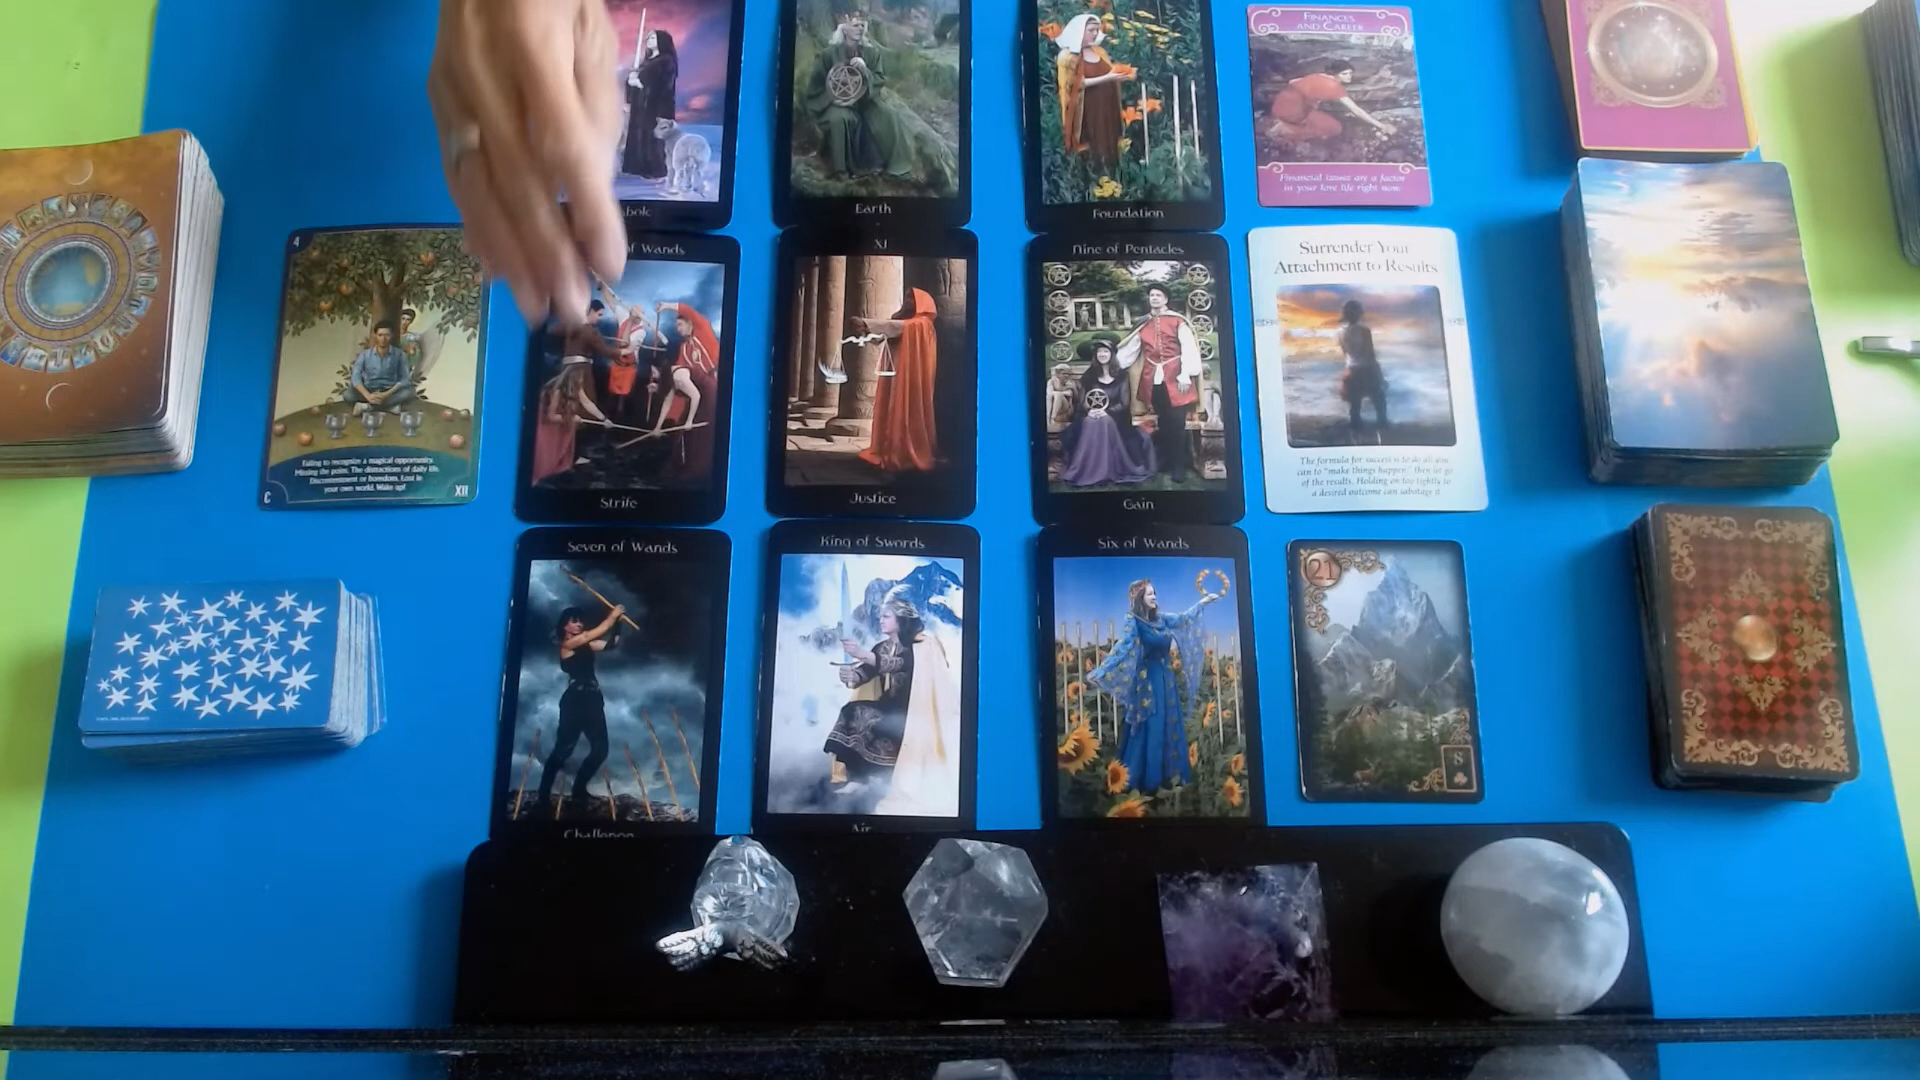 Earth
Foundation
FINANCES
AND CAREER
Financial issues are a factor
in your love life right now.
4
Failing to recognize a magical opportunity.
Missing the point. The distractions of daily life.
Discontentment or boredom. Lost in
your own world. Wake up!
C
XII
of Wands
Strife
XI
Justice
Nine of Pentacles
Gain
Surrender Your
Attachment to Results
The formula for success is to do all you
can to "make things happen" then let go
of the results. Holding on too tightly to
a desired outcome can sabotage it
Seven of Wands
Challenge
King of Swords
Air
Six of Wands
21
8